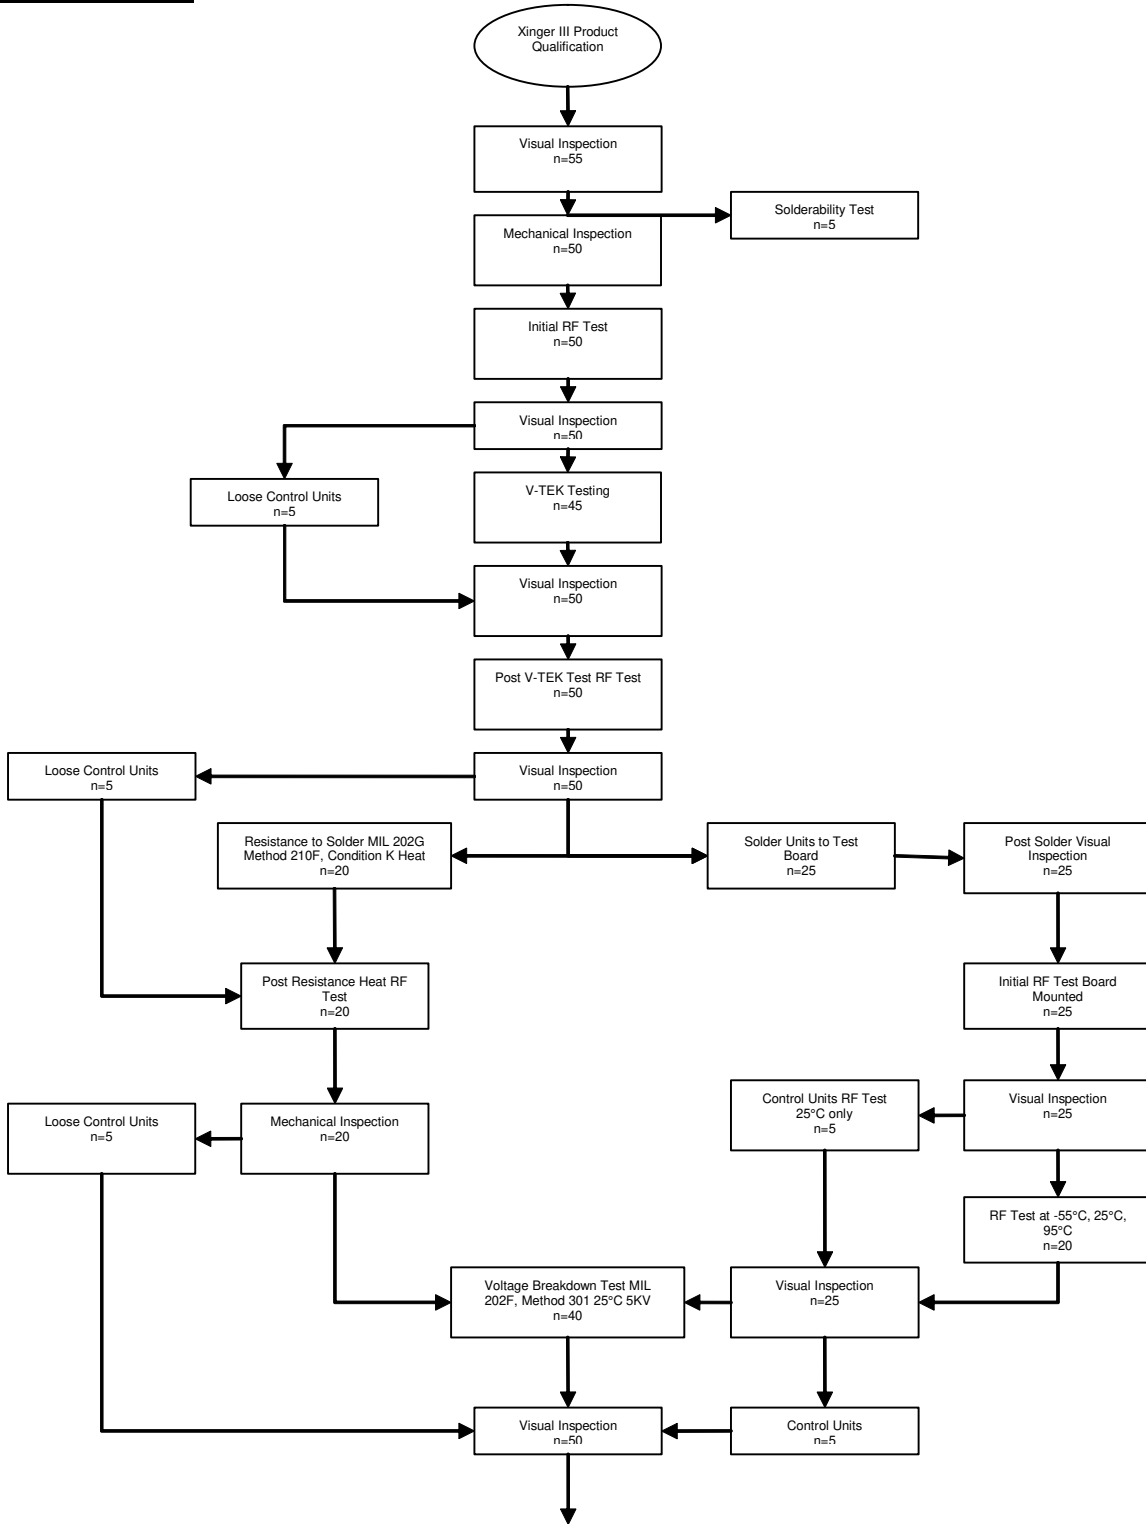 Xinger III Product
Qualification
Visual Inspection
n=55
Solderability Test
n=5
Mechanical Inspection
n=50
Initial RF Test
n=50
Visual Inspection
n=50
Loose Control Units
n=5
V-TEK Testing
n=45
Visual Inspection
n=50
Post V-TEK Test RF Test
n=50
Loose Control Units
n=5
Visual Inspection
n=50
Resistance to Solder MIL 202G
Method 210F, Condition K Heat
n=20
Solder Units to Test
Board
n=25
Post Solder Visual
Inspection
n=25
Post Resistance Heat RF
Test
n=20
Initial RF Test Board
Mounted
n=25
Loose Control Units
n=5
Mechanical Inspection
n=20
Control Units RF Test
25°C only
n=5
Visual Inspection
n=25
RF Test at -55°C, 25°C,
95°C
n=20
Voltage Breakdown Test MIL
202F, Method 301 25°C 5KV
n=40
Visual Inspection
n=25
Visual Inspection
n=50
Control Units
n=5